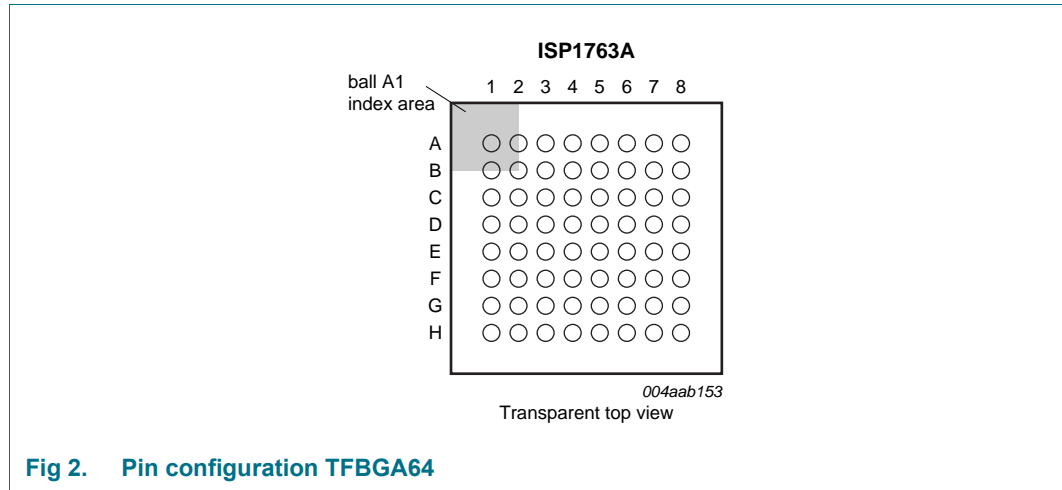 ISP1763A
ball A1
index area
1 2 3 4 5 6 7 8
A
B
C
D
E
F
G
H
004aab153
Transparent top view
Fig 2. Pin configuration TFBGA64